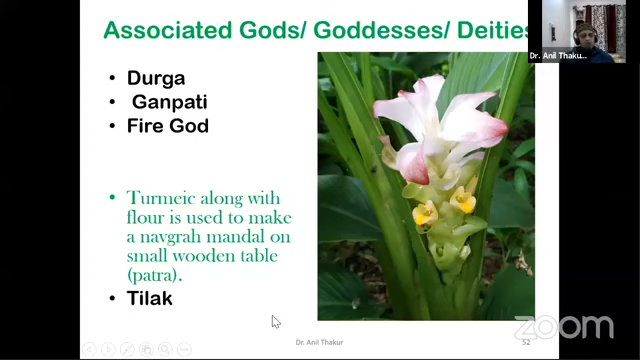 Associated Gods/ Goddesses/ Deities
Dr. Anil Thaku...
• Durga
• Ganpati
• Fire God
• Turmeic along with
flour is used to make
a navgrah mandal on
small wooden table
(patra).
• Tilak
zoom
Dr. Anil Thakur
52